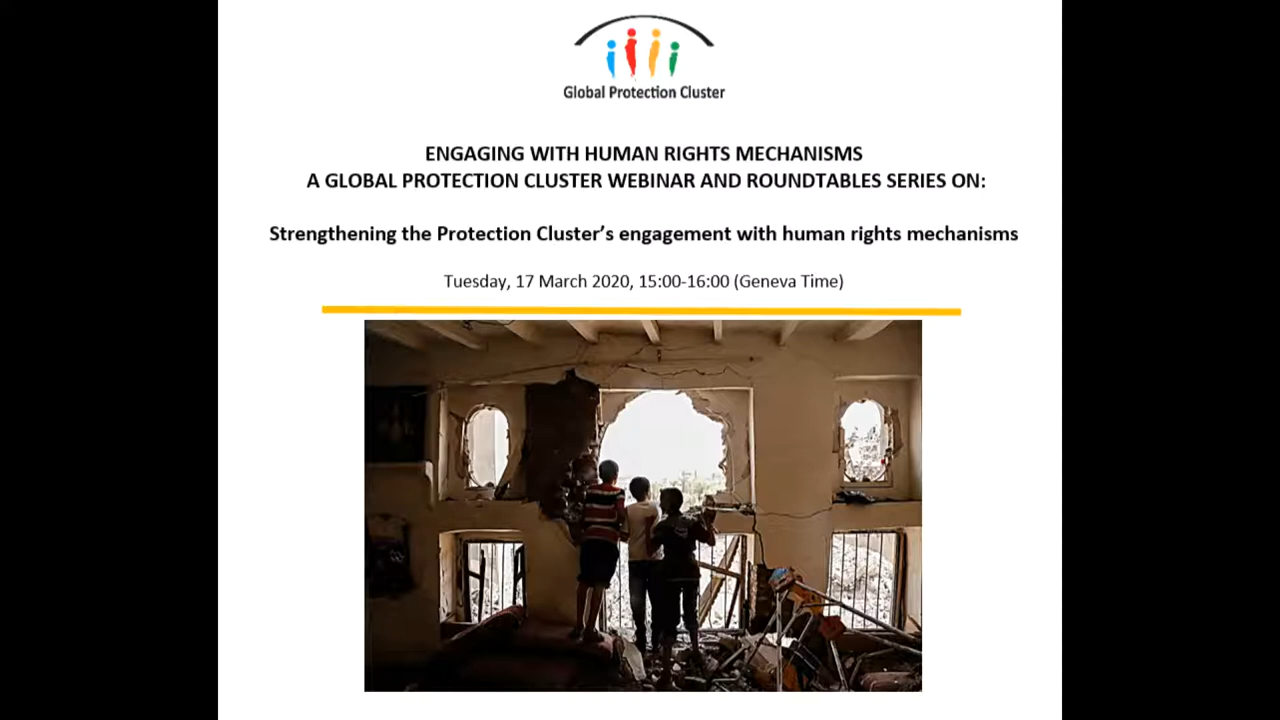 Global Protection Cluster
ENGAGING WITH HUMAN RIGHTS MECHANISMS
A GLOBAL PROTECTION CLUSTER WEBINAR AND ROUNDTABLES SERIES ON:
Strengthening the Protection Cluster’s engagement with human rights mechanisms
Tuesday, 17 March 2020, 15:00-16:00 (Geneva Time)